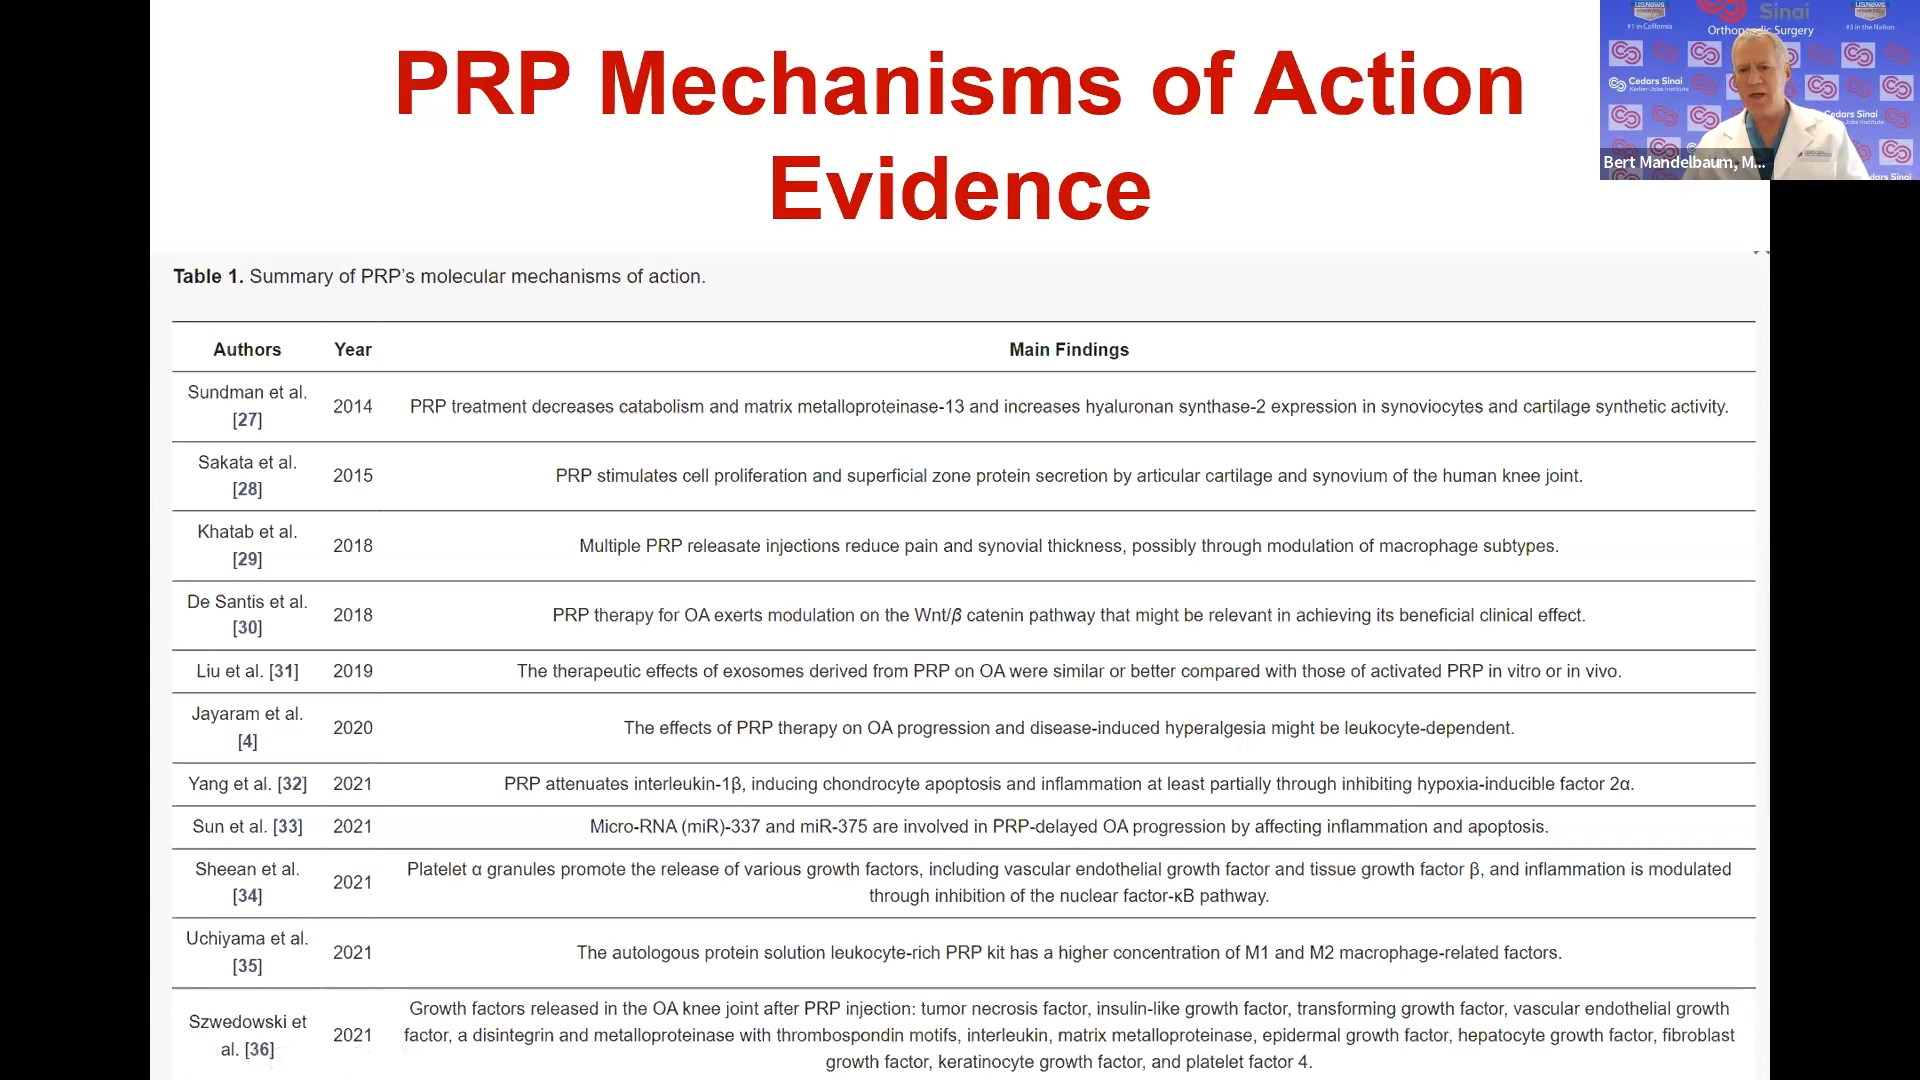 PRP Mechanisms of Action
Evidence
Table 1. Summary of PRP's molecular mechanisms of action.
Authors Year Main Findings
Sundman et al. [27] 2014 PRP treatment decreases catabolism and matrix metalloproteinase-13 and increases hyaluronan synthase-2 expression in synoviocytes and cartilage synthetic activity.
Sakata et al. [28] 2015 PRP stimulates cell proliferation and superficial zone protein secretion by articular cartilage and synovium of the human knee joint.
Khatab et al. [29] 2018 Multiple PRP releasate injections reduce pain and synovial thickness, possibly through modulation of macrophage subtypes.
De Santis et al. [30] 2018 PRP therapy for OA exerts modulation on the Wnt/β catenin pathway that might be relevant in achieving its beneficial clinical effect.
Liu et al. [31] 2019 The therapeutic effects of exosomes derived from PRP on OA were similar or better compared with those of activated PRP in vitro or in vivo.
Jayaram et al. [4] 2020 The effects of PRP therapy on OA progression and disease-induced hyperalgesia might be leukocyte-dependent.
Yang et al. [32] 2021 PRP attenuates interleukin-1β, inducing chondrocyte apoptosis and inflammation at least partially through inhibiting hypoxia-inducible factor 2α.
Sun et al. [33] 2021 Micro-RNA (miR)-337 and miR-375 are involved in PRP-delayed OA progression by affecting inflammation and apoptosis.
Sheean et al. [34] 2021 Platelet α granules promote the release of various growth factors, including vascular endothelial growth factor and tissue growth factor β, and inflammation is modulated
through inhibition of the nuclear factor-κB pathway.
Uchiyama et al. [35] 2021 The autologous protein solution leukocyte-rich PRP kit has a higher concentration of M1 and M2 macrophage-related factors.
Szwedowski et al. [36] 2021 Growth factors released in the OA knee joint after PRP injection: tumor necrosis factor, insulin-like growth factor, transforming growth factor, vascular endothelial growth
factor, a disintegrin and metalloproteinase with thrombospondin motifs, interleukin, matrix metalloproteinase, epidermal growth factor, hepatocyte growth factor, fibroblast
growth factor, keratinocyte growth factor, and platelet factor 4.
U.S.News
#1 in California
Sinai
U.S.News
#3 in the Nation
Surgery
Cedars Sinai
Kerlan-Jobe Institute
Cedars Sinai
Bert Mandelbaum, M...